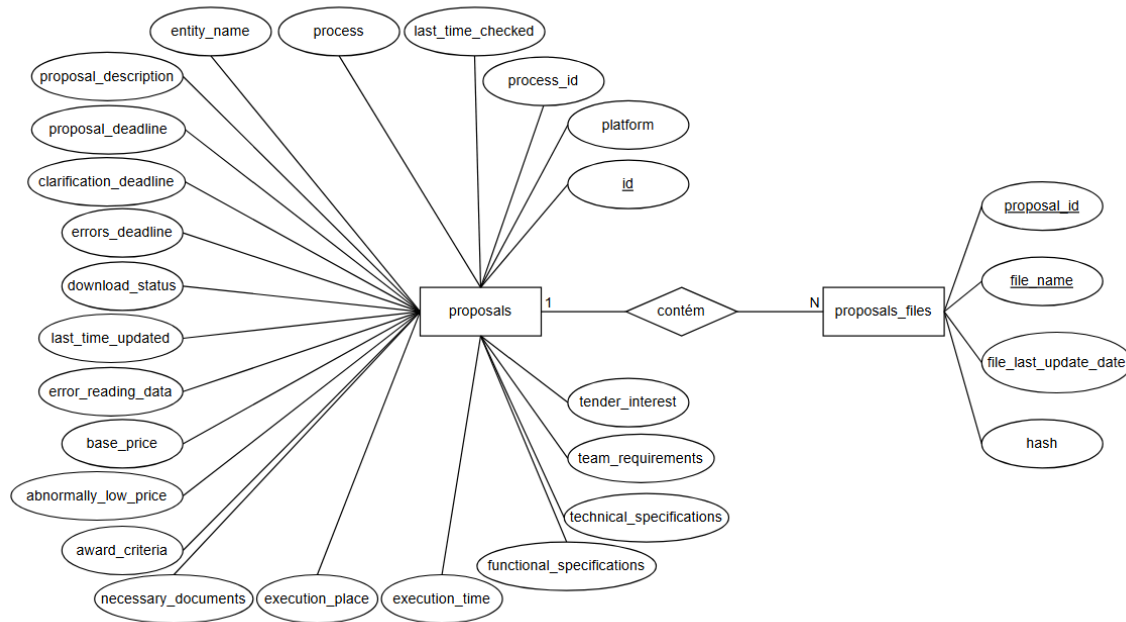 entity_name
process
last_time_checked
proposal_description
process_id
proposal_deadline
platform
clarification_deadline
id
errors_deadline
proposal_id
download_status
file_name
proposals
1
contém
N
proposals_files
last_time_updated
file_last_update_date
error_reading_data
tender_interest
base_price
hash
team_requirements
abnormally_low_price
technical_specifications
award_criteria
functional_specifications
necessary_documents
execution_place
execution_time